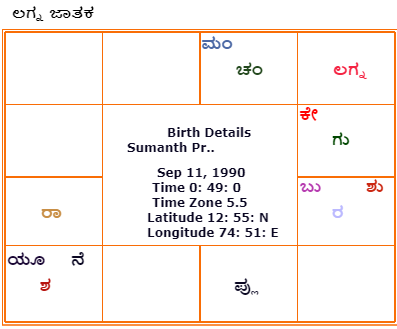 ಲಗ್ನ ಜಾತಕ
ಮಂ
ಚಂ
ಲಗ್ನ
ಕೇ
ಗು
Birth Details
Sumanth Pr..
Sep 11, 1990
Time 0: 49: 0
Time Zone 5.5
Latitude 12: 55: N
Longitude 74: 51: E
ರಾ
ಬು ಶು
ರ
ಯೂ ನೆ
ಶ
ಪ್ಲು